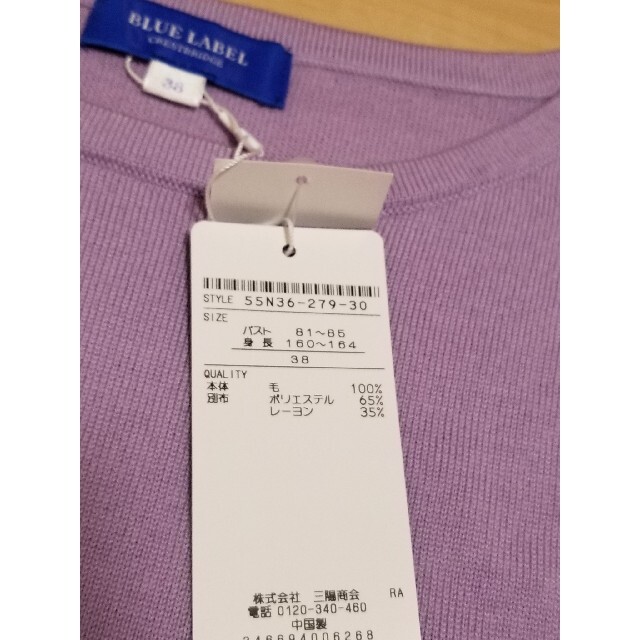 BLUE LABEL
CRESTBRIDGE
38
STYLE 55N36-279-30
SIZE
バスト 81～85
身長 160～164
38
QUALITY
本体 毛 100%
別布 ポリエステル 65%
レーヨン 35%
株式会社 三陽商会 RA
電話 0120-340-460
中国製